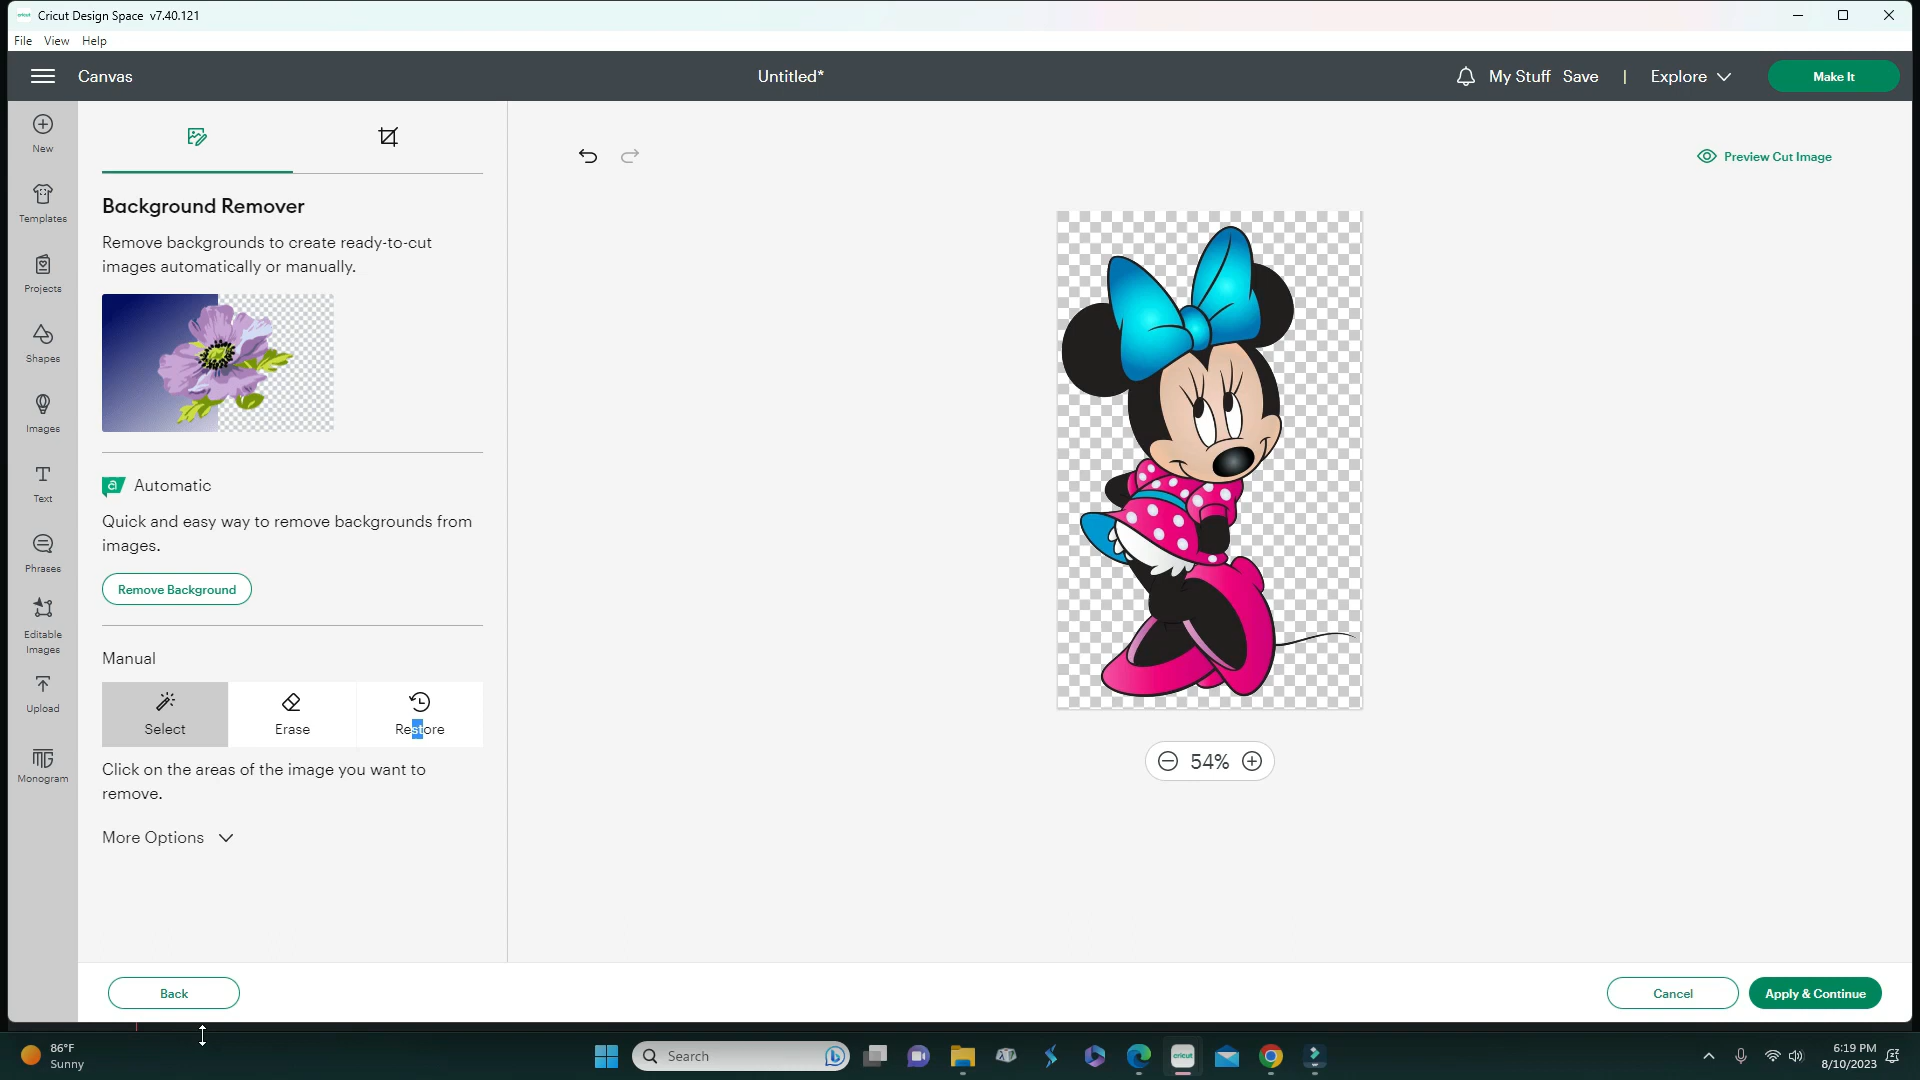 cricut Cricut Design Space v7.40.121
File View Help
Canvas
Untitled*
My Stuff Save | Explore
Make It
New
Templates
Projects
Shapes
Images
Text
Phrases
Editable
Images
Upload
Monogram
Background Remover
Remove backgrounds to create ready-to-cut
images automatically or manually.
a Automatic
Quick and easy way to remove backgrounds from
images.
Remove Background
Manual
Select
Erase
Restore
Click on the areas of the image you want to
remove.
More Options
Preview Cut Image
54%
Back
Cancel
Apply & Continue
86°F
Sunny
Search
cricut
6:19 PM
8/10/2023